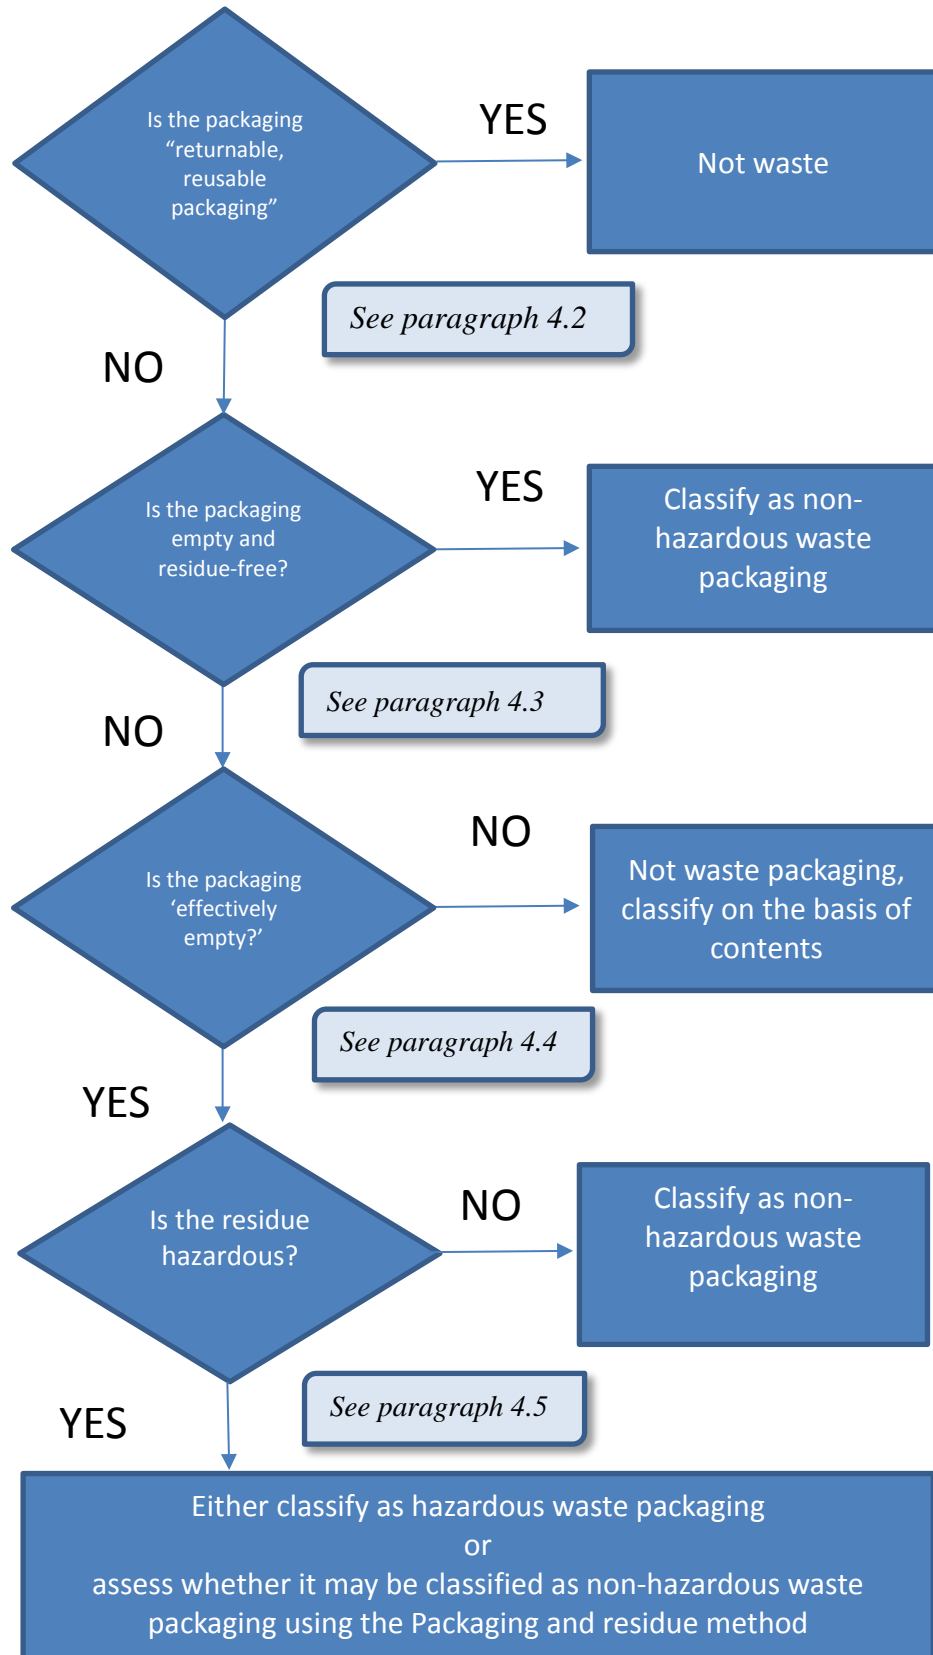 Is the packaging
“returnable,
reusable
packaging”
YES
Not waste
See paragraph 4.2
NO
Is the packaging
empty and
residue-free?
YES
Classify as non-
hazardous waste
packaging
See paragraph 4.3
NO
Is the packaging
‘effectively
empty?’
NO
Not waste packaging,
classify on the basis of
contents
See paragraph 4.4
YES
Is the residue
hazardous?
NO
Classify as non-
hazardous waste
packaging
See paragraph 4.5
YES
Either classify as hazardous waste packaging
or
assess whether it may be classified as non-hazardous waste
packaging using the Packaging and residue method